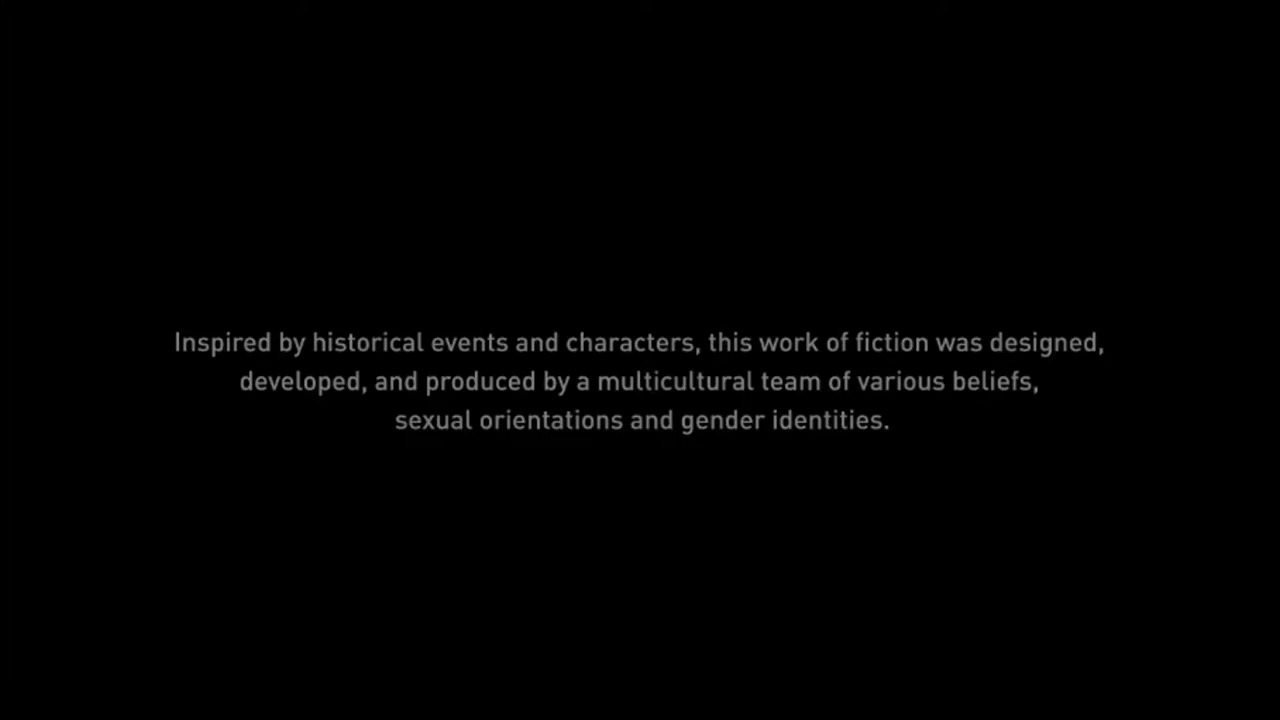 Inspired by historical events and characters, this work of fiction was designed,
developed, and produced by a multicultural team of various beliefs,
sexual orientations and gender identities.